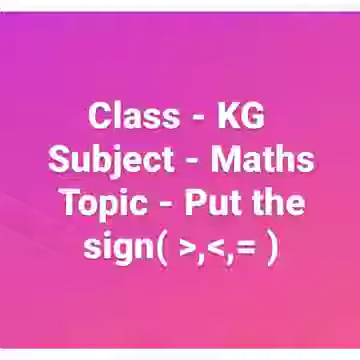 Class - KG
Subject - Maths
Topic - Put the
sign( >,<,= )